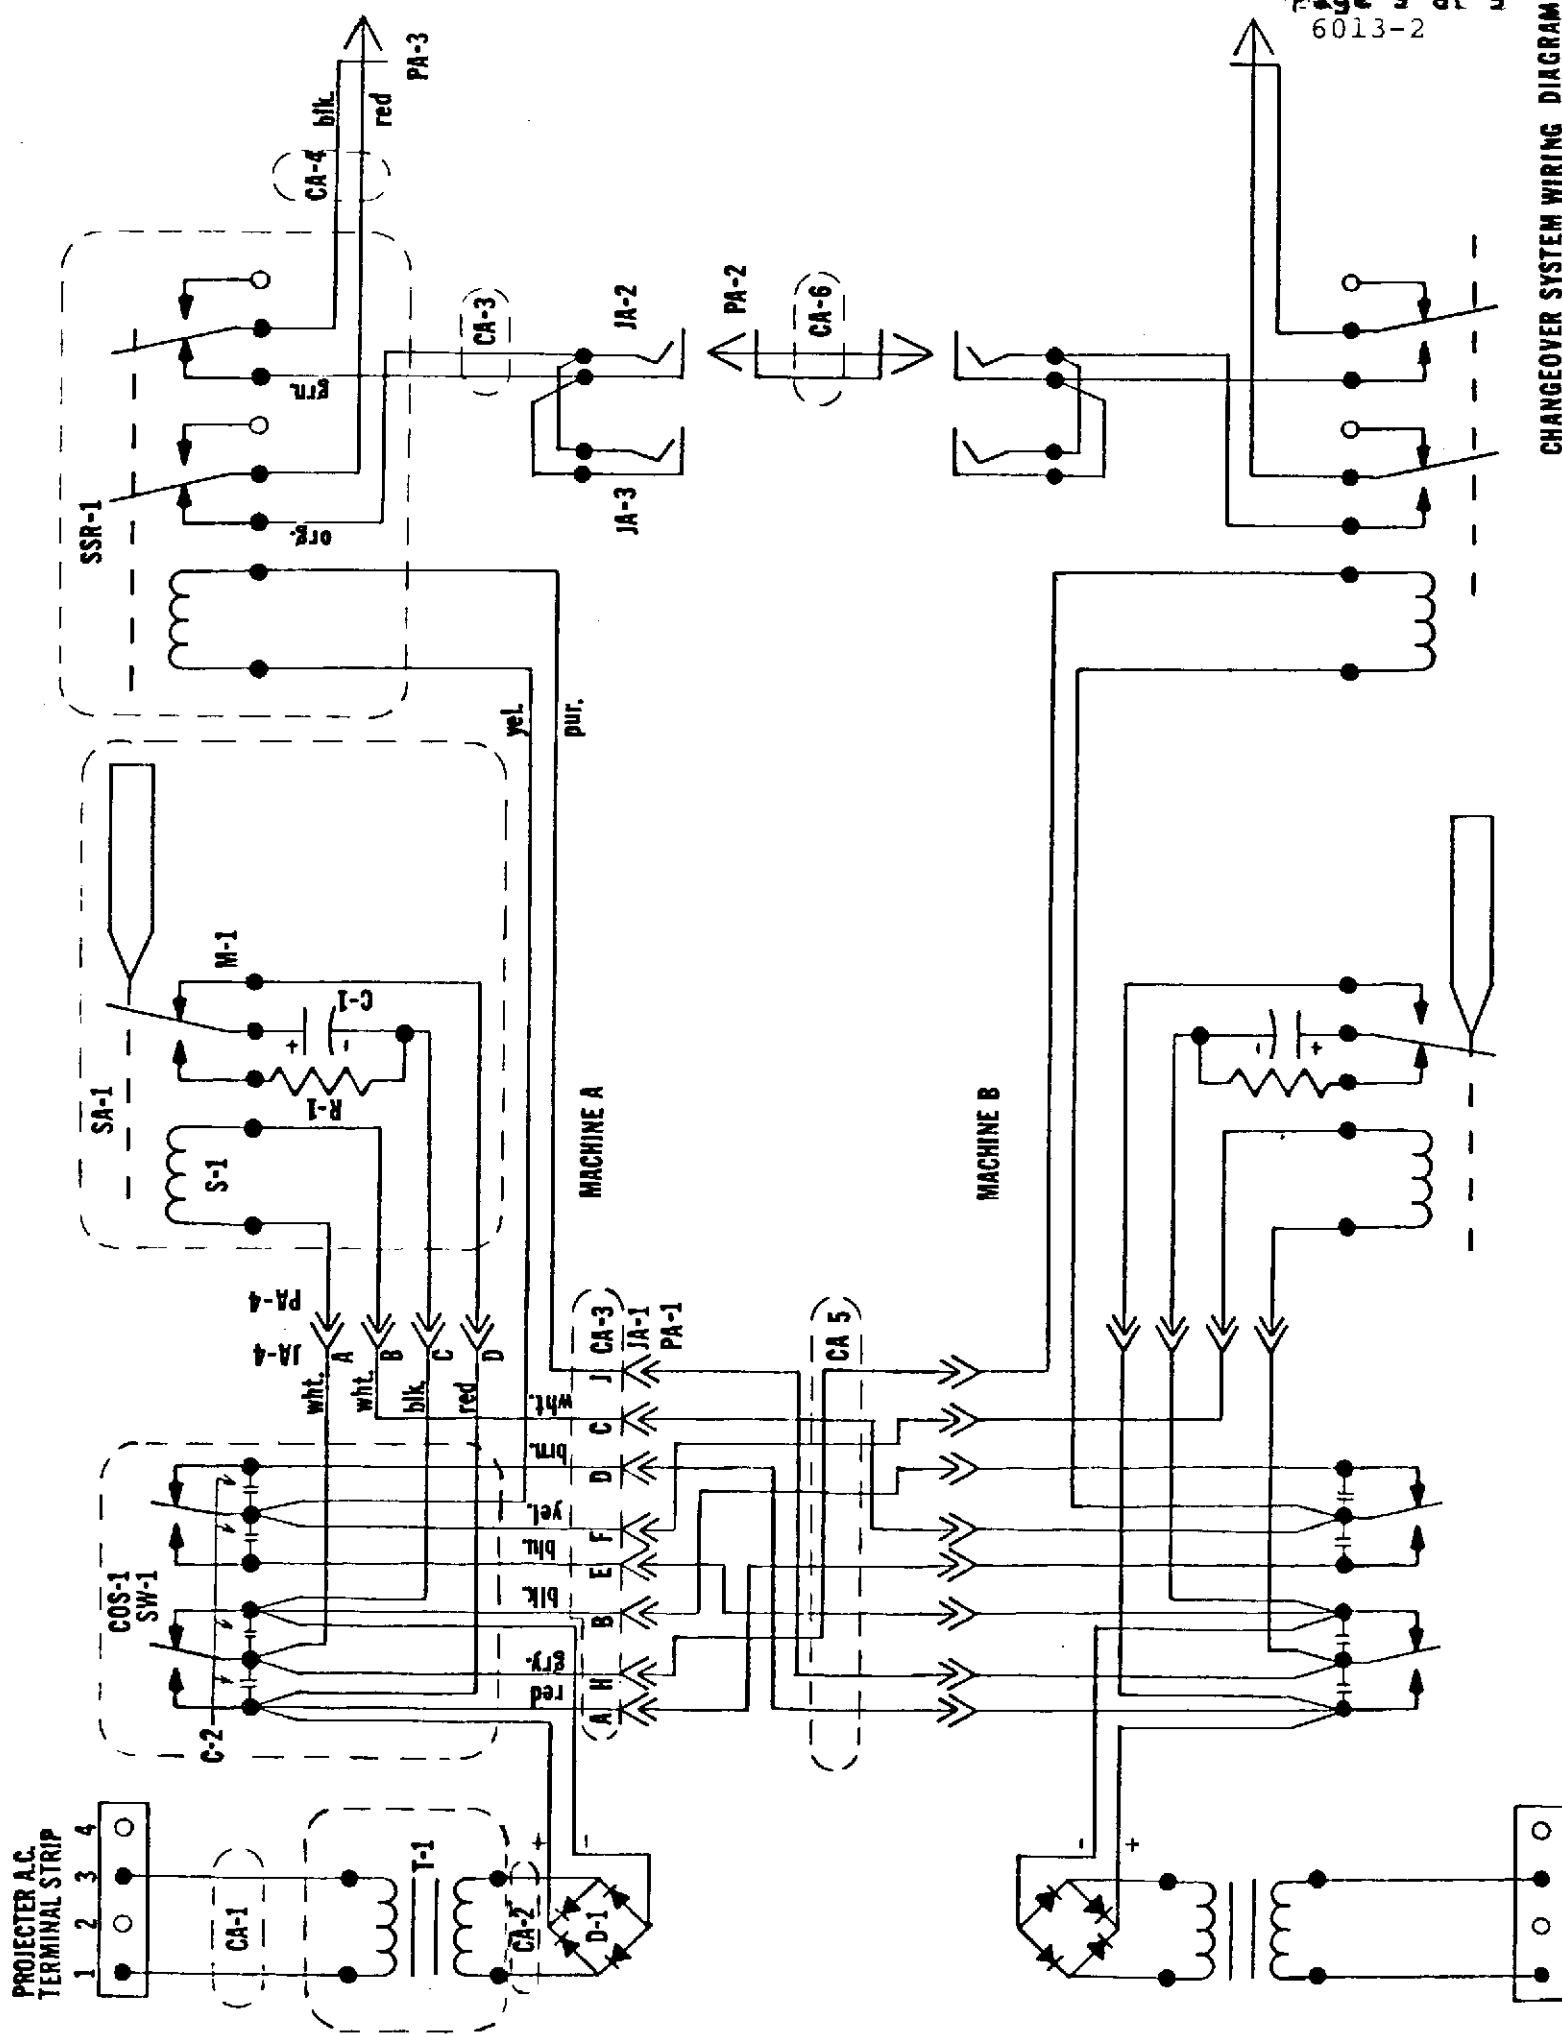 Page 3 of 3
6013-2
CHANGEOVER SYSTEM WIRING DIAGRAM
PROJECTER A.C.
TERMINAL STRIP
1 2 3 4
CA-1
T-1
CA-2
+
-
D-1
COS-1
SW-1
C-2
JA-4
PA-4
A
B
C
D
wht.
wht.
blk.
red
SA-1
S-1
R-1
C-1
+
-
M-1
SSR-1
org.
grn.
CA-4
blk.
red
PA-3
yel.
pur.
CA-3
JA-2
JA-3
PA-2
CA-6
red
gry.
blk.
blu.
yel.
brn.
wht.
A H B E F D C J
CA-3
JA-1
PA-1
CA 5
MACHINE A
MACHINE B
-
+
-
+